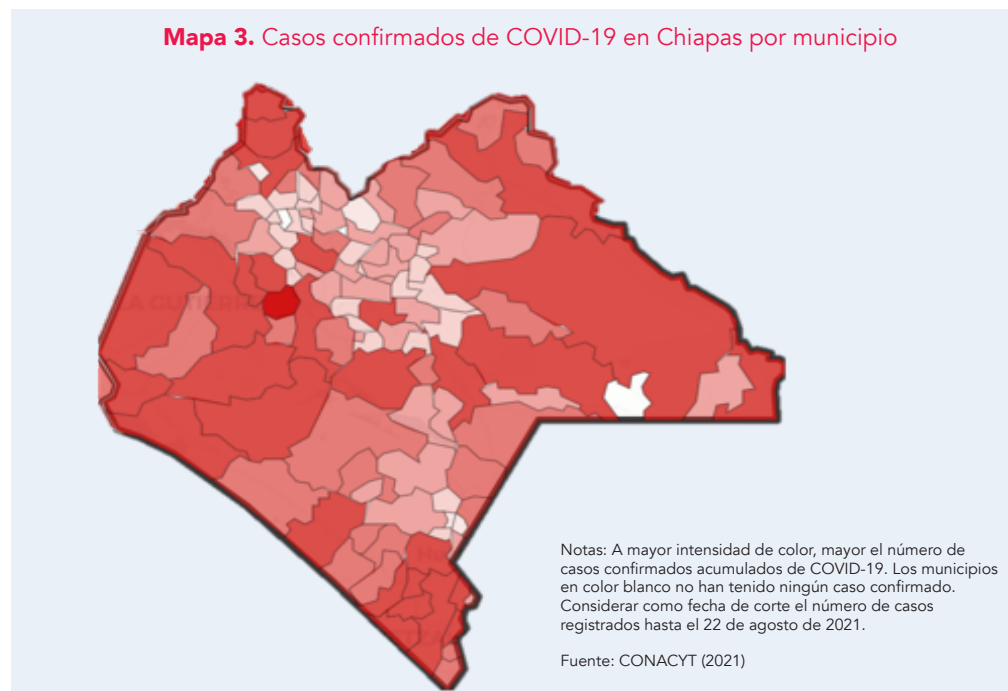 Mapa 3. Casos confirmados de COVID-19 en Chiapas por municipio
LA GUTIERR
Notas: A mayor intensidad de color, mayor el número de
casos confirmados acumulados de COVID-19. Los municipios
en color blanco no han tenido ningún caso confirmado.
Considerar como fecha de corte el número de casos
registrados hasta el 22 de agosto de 2021.
Fuente: CONACYT (2021)